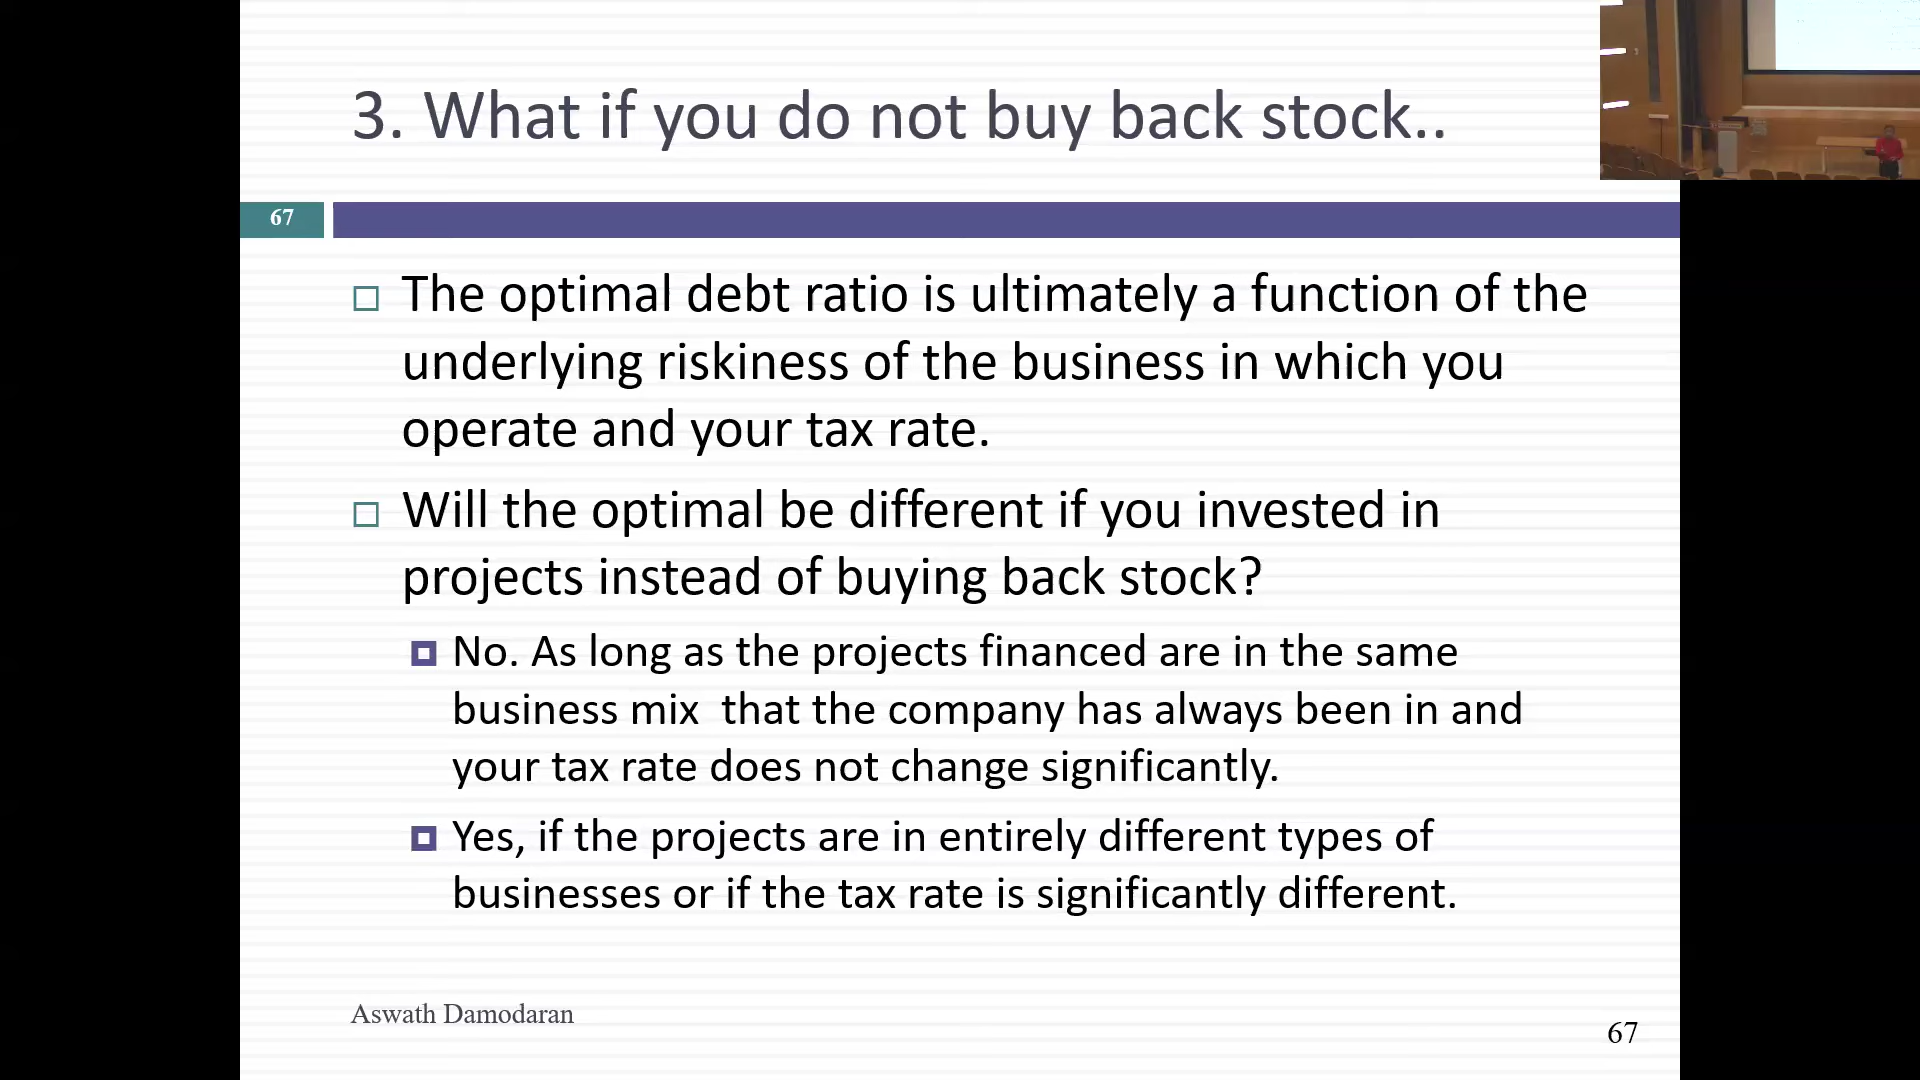 3. What if you do not buy back stock..
67
The optimal debt ratio is ultimately a function of the
underlying riskiness of the business in which you
operate and your tax rate.
Will the optimal be different if you invested in
projects instead of buying back stock?
No. As long as the projects financed are in the same
business mix  that the company has always been in and
your tax rate does not change significantly.
Yes, if the projects are in entirely different types of
businesses or if the tax rate is significantly different.
Aswath Damodaran
67